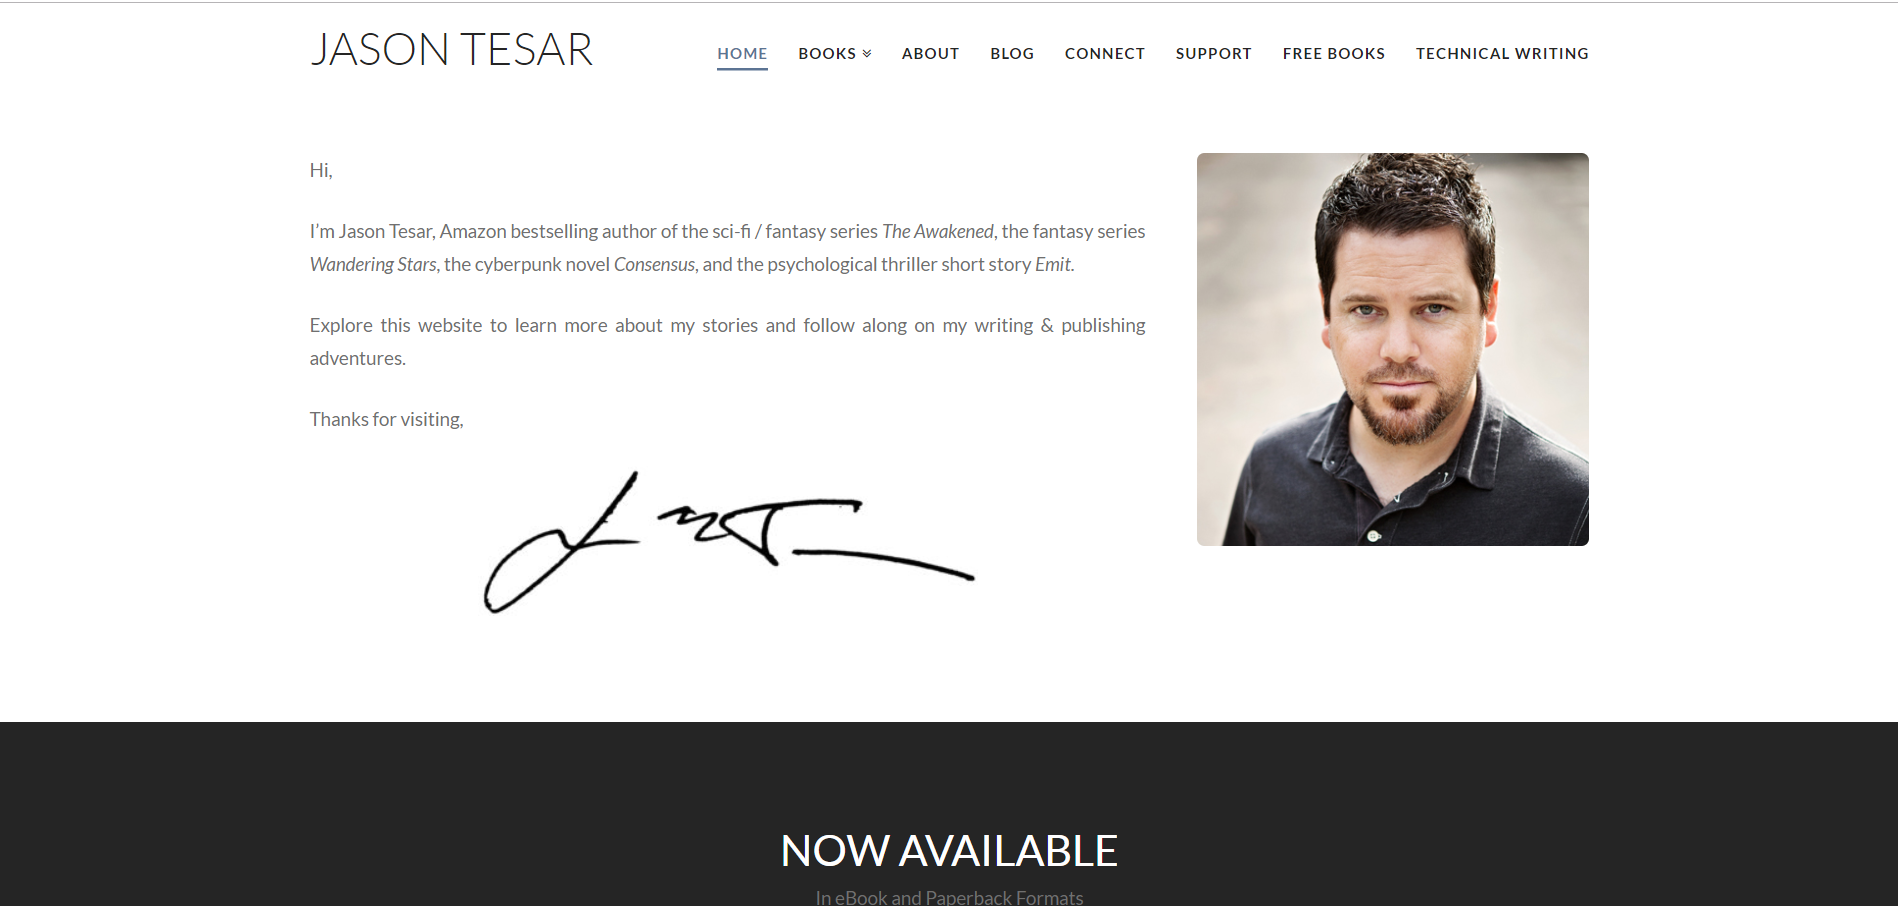 JASON TESAR
HOME BOOKS ABOUT BLOG CONNECT SUPPORT FREE BOOKS TECHNICAL WRITING
Hi,
I’m Jason Tesar, Amazon bestselling author of the sci-fi / fantasy series The Awakened, the fantasy series
Wandering Stars, the cyberpunk novel Consensus, and the psychological thriller short story Emit.
Explore this website to learn more about my stories and follow along on my writing & publishing
adventures.
Thanks for visiting,
NOW AVAILABLE
In eBook and Paperback Formats